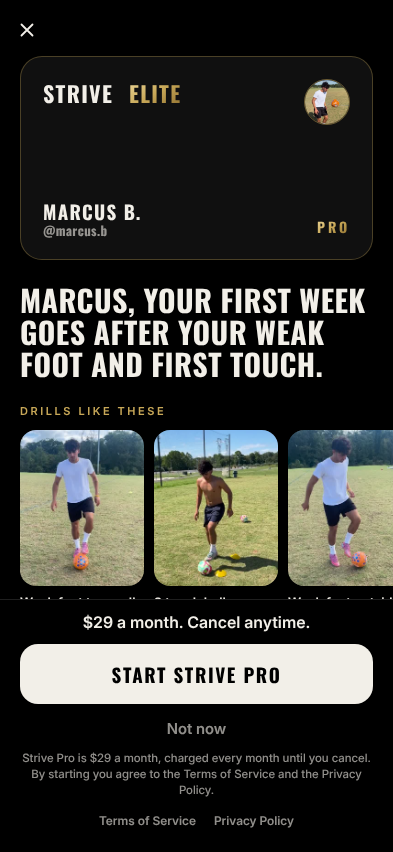 STRIVE ELITE
MARCUS B.
@marcus.b
PRO
MARCUS, YOUR FIRST WEEK
GOES AFTER YOUR WEAK
FOOT AND FIRST TOUCH.
DRILLS LIKE THESE
$29 a month. Cancel anytime.
START STRIVE PRO
Not now
Strive Pro is $29 a month, charged every month until you cancel.
By starting you agree to the Terms of Service and the Privacy
Policy.
Terms of Service Privacy Policy